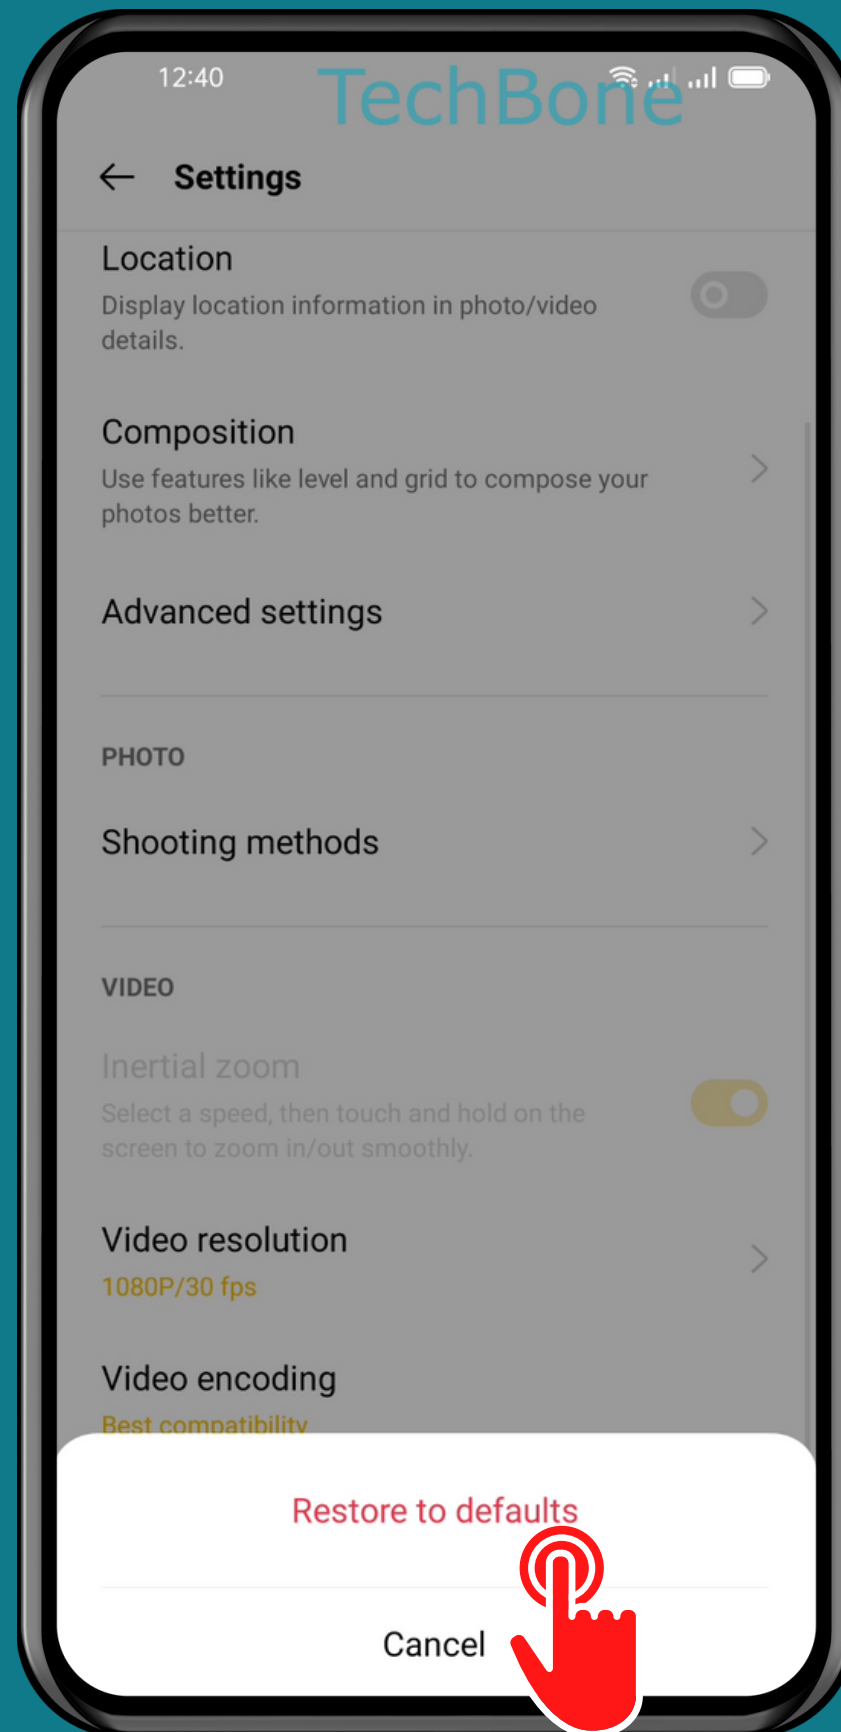 12:40
TechBone
Settings
Location
Display location information in photo/video
details.
Composition
Use features like level and grid to compose your
photos better.
Advanced settings
PHOTO
Shooting methods
VIDEO
Inertial zoom
Select a speed, then touch and hold on the
screen to zoom in/out smoothly.
Video resolution
1080P/30 fps
Video encoding
Best compatibility
Restore to defaults
Cancel